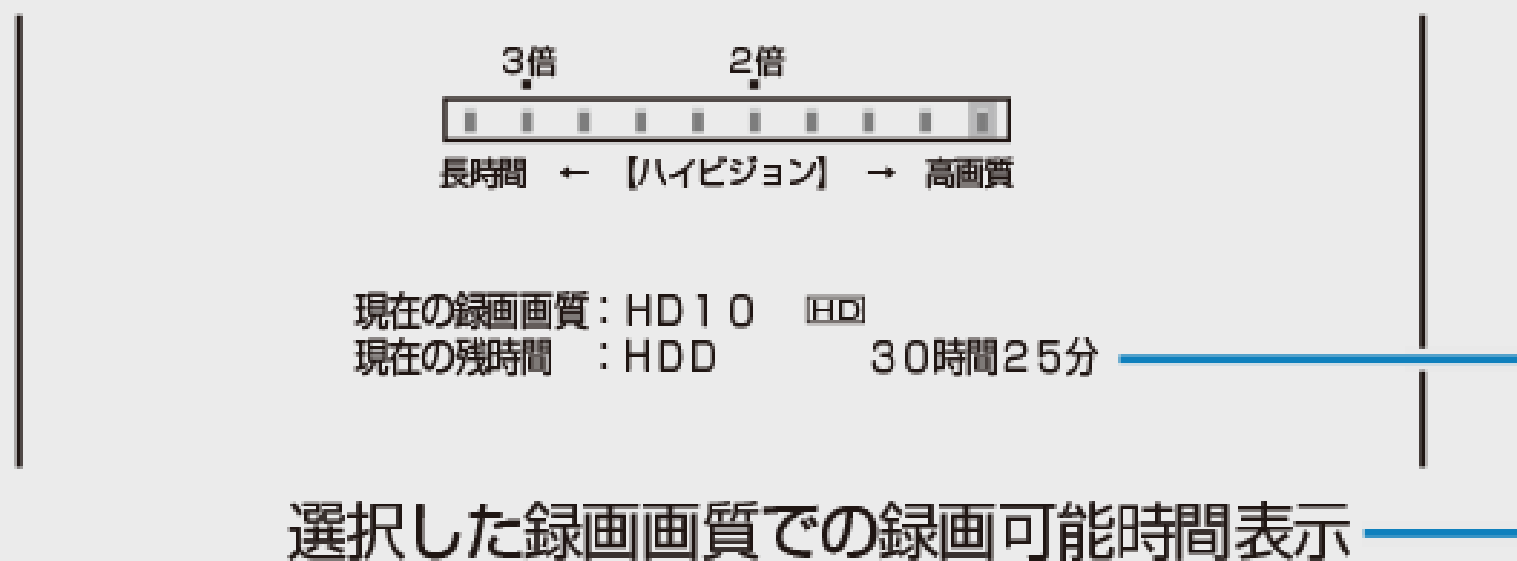 3倍 2倍
長時間 ← 【ハイビジョン】 → 高画質
現在の録画画質：HD10 HD
現在の残時間 ：HDD 30時間25分
選択した録画画質での録画可能時間表示